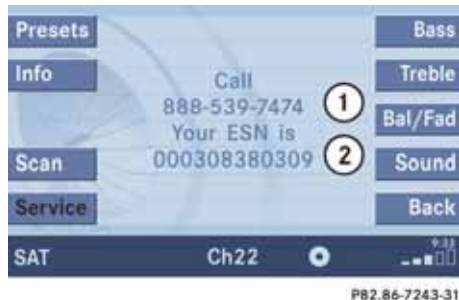 Presets
Bass
Info
Treble
Call
888-539-7474
1
Bal/Fad
Your ESN is
Scan
000308380309
2
Sound
Service
Back
SAT
Ch22
9:33
P82.86-7243-31